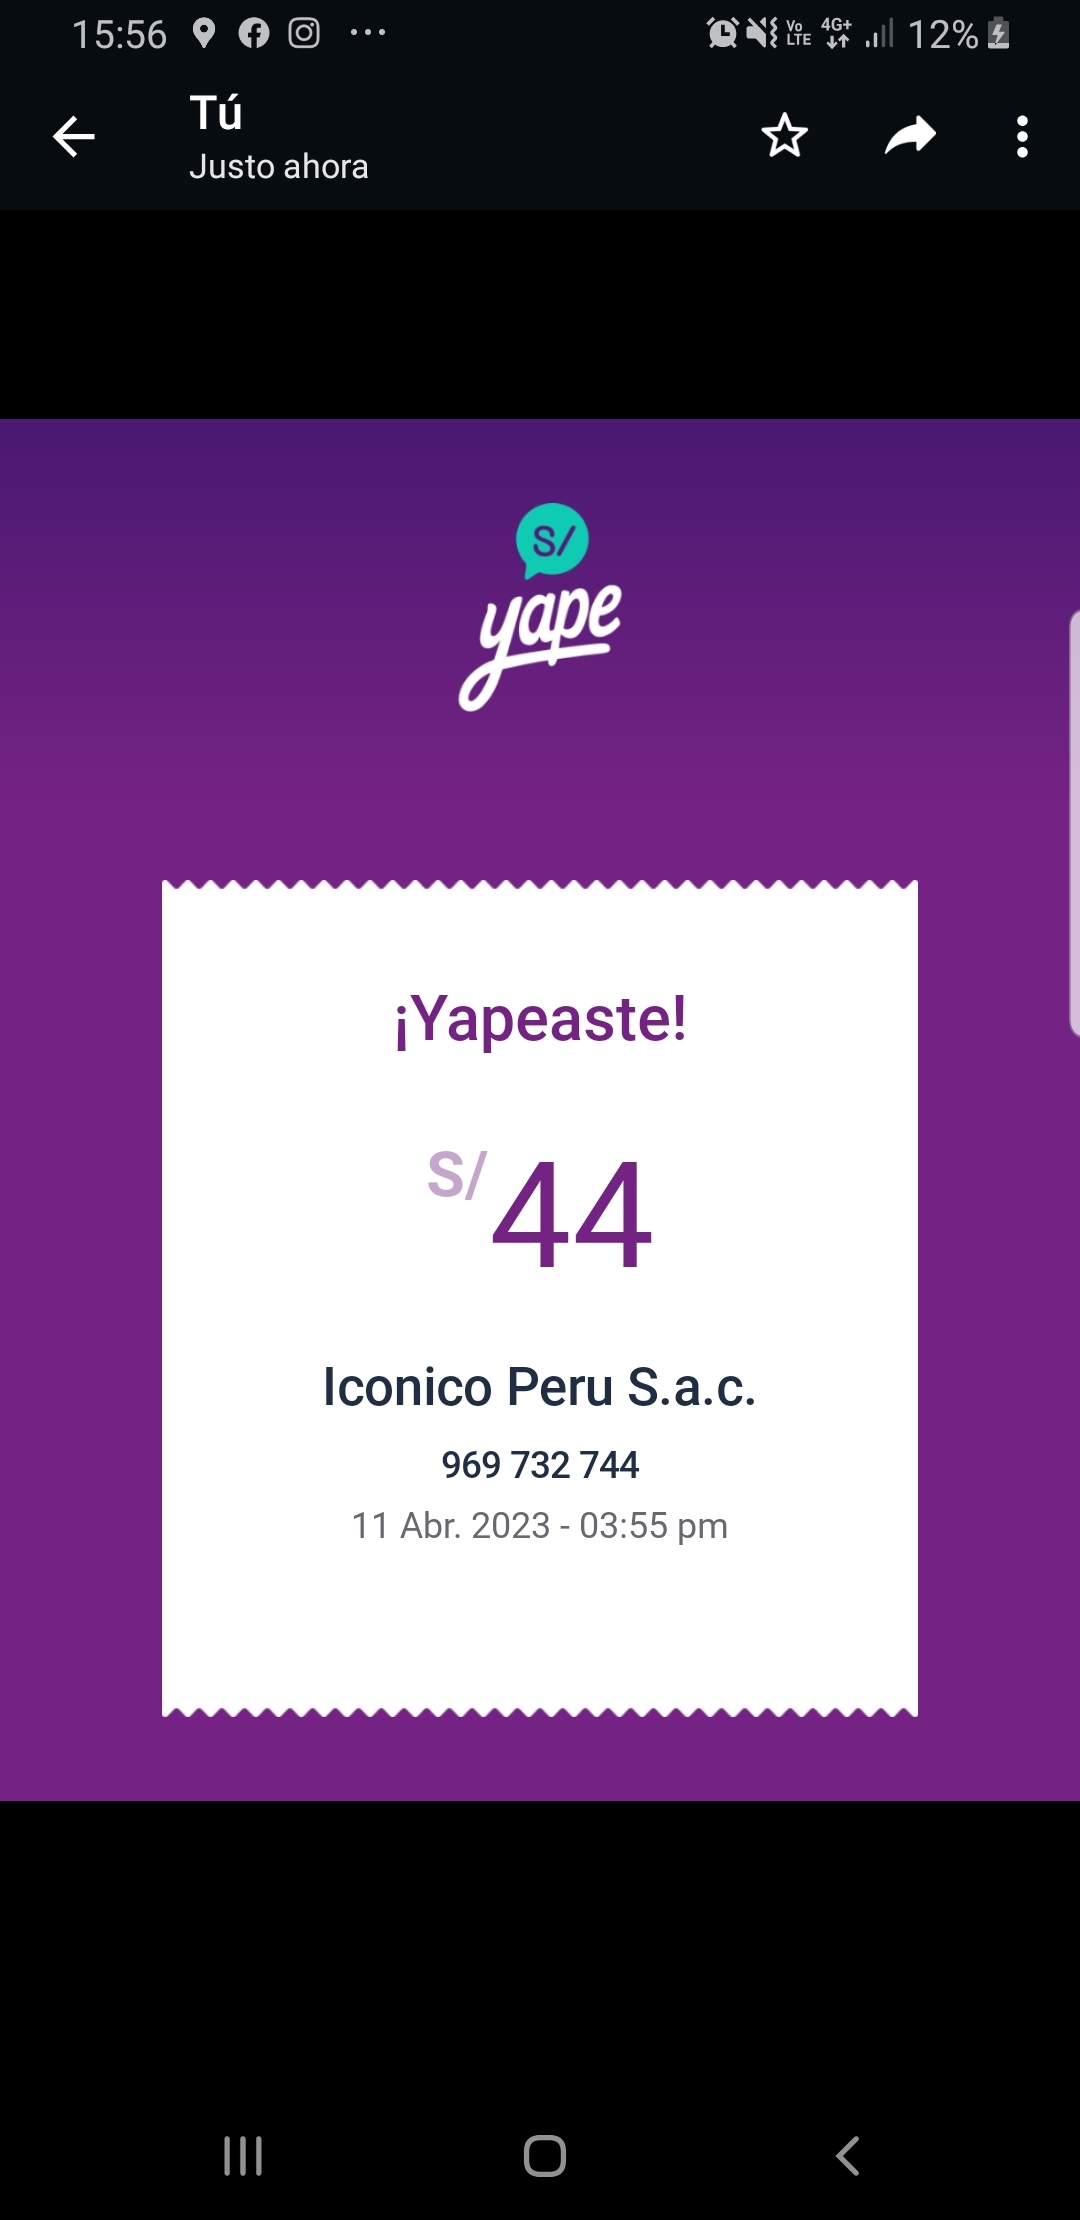 15:56 Vo LTE 4G+ 12%
Tú
Justo ahora
S/
yape
¡Yapeaste!
S/ 44
Iconico Peru S.a.c.
969 732 744
11 Abr. 2023 - 03:55 pm